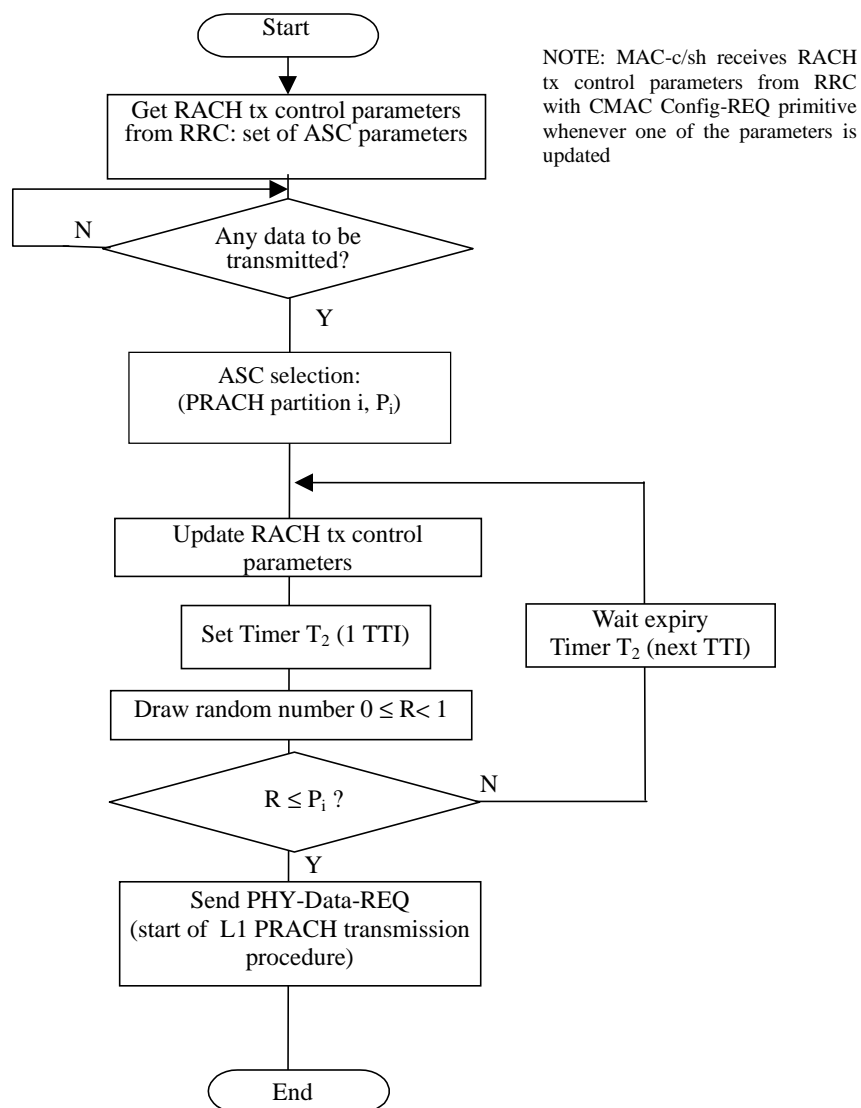 Start
NOTE: MAC-c/sh receives RACH
tx control parameters from RRC
with CMAC Config-REQ primitive
whenever one of the parameters is
updated
Get RACH tx control parameters
from RRC: set of ASC parameters
N
Any data to be
transmitted?
Y
ASC selection:
(PRACH partition i, Pi)
Update RACH tx control
parameters
Set Timer T2 (1 TTI)
Wait expiry
Timer T2 (next TTI)
Draw random number 0 ≤ R< 1
N
R ≤ Pi ?
Y
Send PHY-Data-REQ
(start of L1 PRACH transmission
procedure)
End